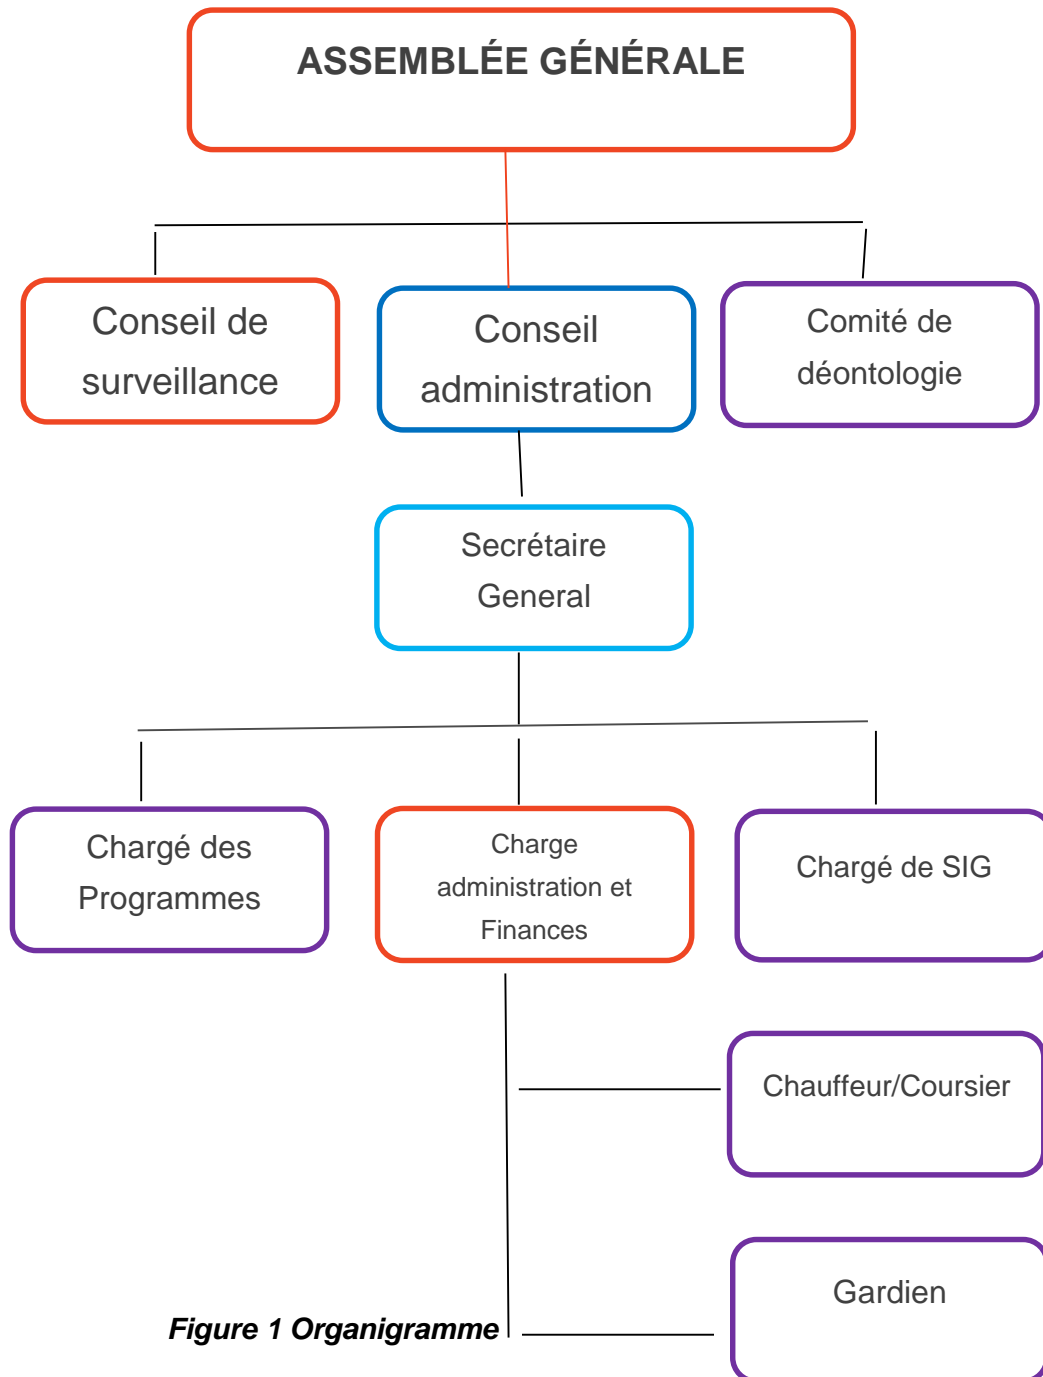 ASSEMBLÉE GÉNÉRALE
Conseil de
surveillance
Conseil
administration
Comité de
déontologie
Secrétaire
General
Chargé des
Programmes
Charge
administration et
Finances
Chargé de SIG
Chauffeur/Coursier
Gardien
Figure 1 Organigramme